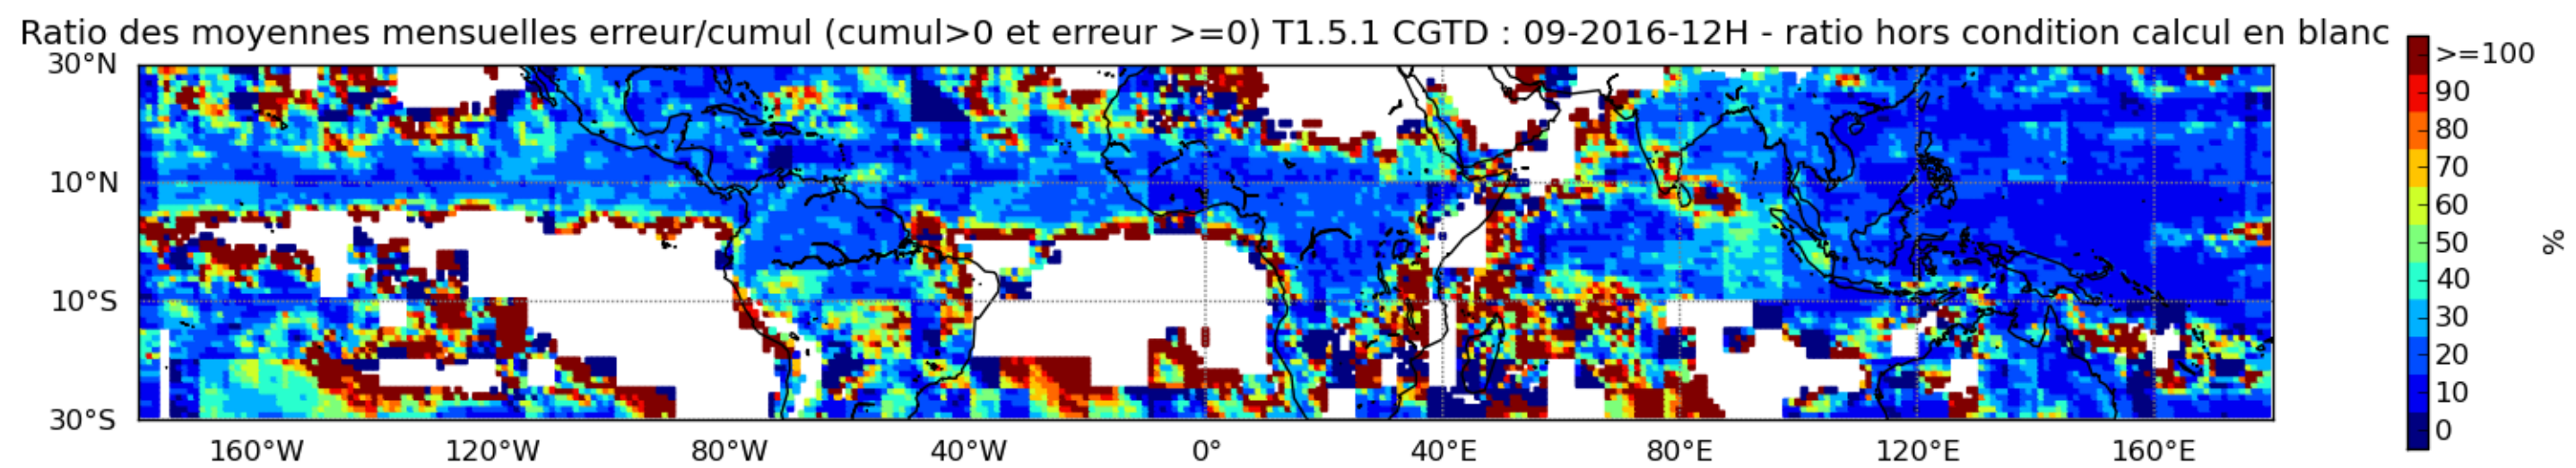 Ratio des moyennes mensuelles erreur/cumul (cumul>0 et erreur >=0) T1.5.1 CGTD : 09-2016-12H - ratio hors condition calcul en blanc
30°N
10°N
10°S
30°S
160°W 120°W 80°W 40°W 0° 40°E 80°E 120°E 160°E
>=100
90
80
70
60
50
40
30
20
10
0
%